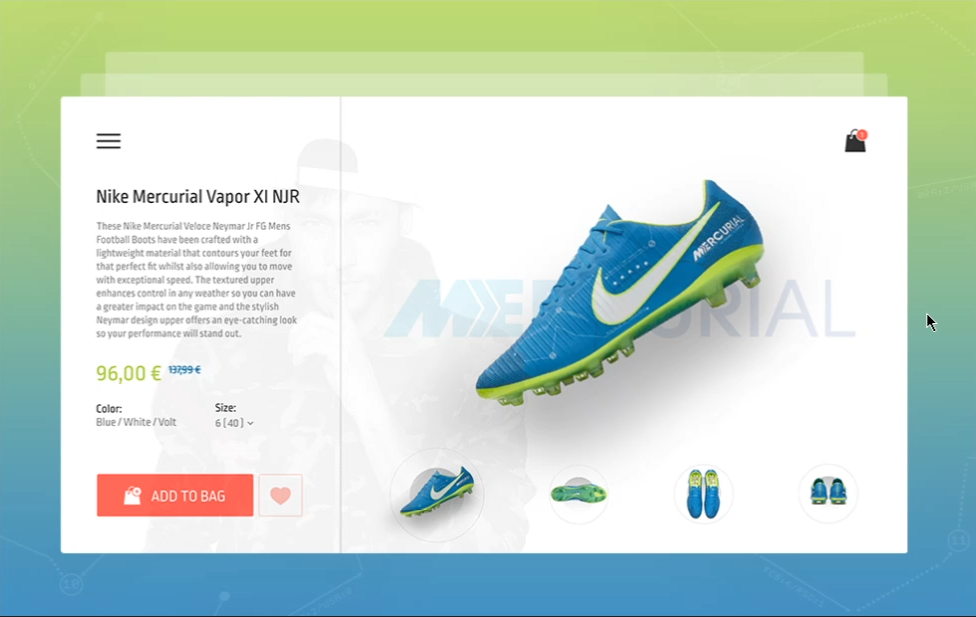 1
Nike Mercurial Vapor XI NJR
These Nike Mercurial Veloce Neymar Jr FG Mens
Football Boots have been crafted with a
lightweight material that contours your feet for
that perfect fit whilst also allowing you to move
with exceptional speed. The textured upper
enhances control in any weather so you can have
a greater impact on the game and the stylish
Neymar design upper offers an eye-catching look
so your performance will stand out.
96,00 € 137,99 €
Color:
Blue / White / Volt
Size:
6 [ 40 ]
ADD TO BAG
MERCURIAL
MERCURIAL
10
11